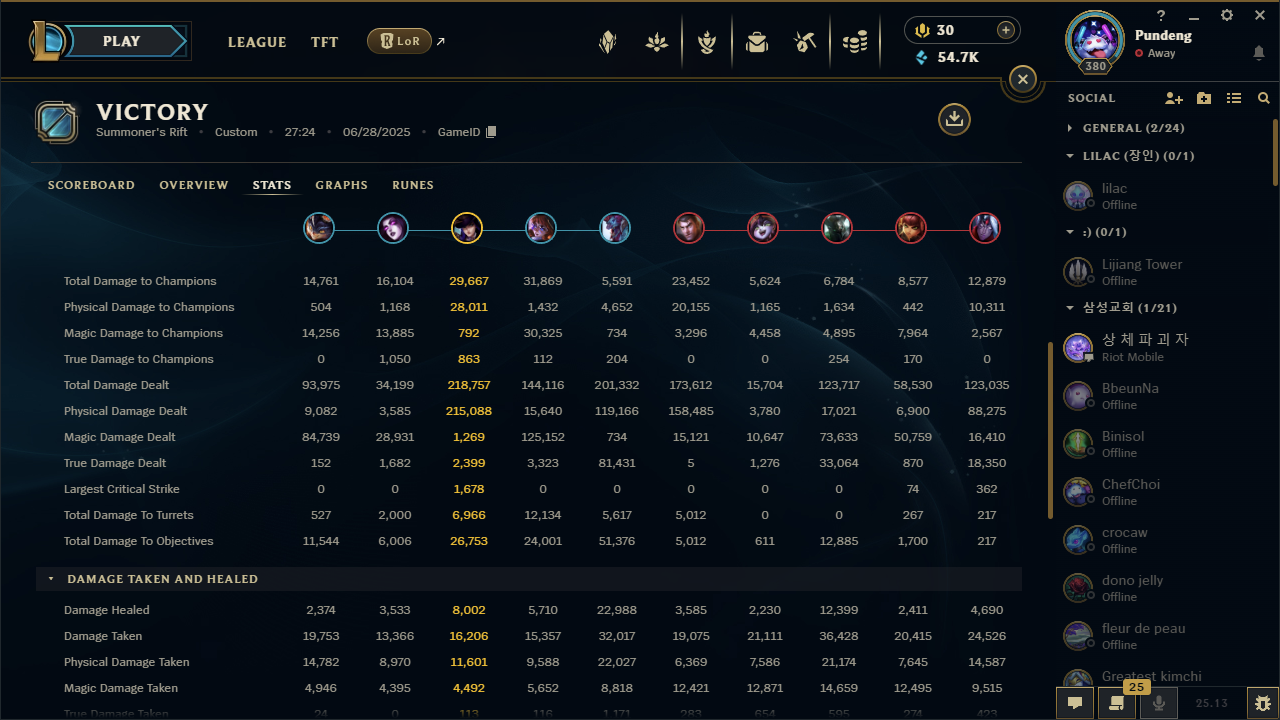 PLAY
LEAGUE TFT LoR
30
54.7K
?
Pundeng
Away
380
VICTORY
Summoner's Rift • Custom • 27:24 • 06/28/2025 • GameID
SCOREBOARD OVERVIEW STATS GRAPHS RUNES
Total Damage to Champions 14,761 16,104 29,667 31,869 5,591 23,452 5,624 6,784 8,577 12,879
Physical Damage to Champions 504 1,168 28,011 1,432 4,652 20,155 1,165 1,634 442 10,311
Magic Damage to Champions 14,256 13,885 792 30,325 734 3,296 4,458 4,895 7,964 2,567
True Damage to Champions 0 1,050 863 112 204 0 0 254 170 0
Total Damage Dealt 93,975 34,199 218,757 144,116 201,332 173,612 15,704 123,717 58,530 123,035
Physical Damage Dealt 9,082 3,585 215,088 15,640 119,166 158,485 3,780 17,021 6,900 88,275
Magic Damage Dealt 84,739 28,931 1,269 125,152 734 15,121 10,647 73,633 50,759 16,410
True Damage Dealt 152 1,682 2,399 3,323 81,431 5 1,276 33,064 870 18,350
Largest Critical Strike 0 0 1,678 0 0 0 0 0 74 362
Total Damage To Turrets 527 2,000 6,966 12,134 5,617 5,012 0 0 267 217
Total Damage To Objectives 11,544 6,006 26,753 24,001 51,376 5,012 611 12,885 1,700 217
DAMAGE TAKEN AND HEALED
Damage Healed 2,374 3,533 8,002 5,710 22,988 3,585 2,230 12,399 2,411 4,690
Damage Taken 19,753 13,366 16,206 15,357 32,017 19,075 21,111 36,428 20,415 24,526
Physical Damage Taken 14,782 8,970 11,601 9,588 22,027 6,369 7,586 21,174 7,645 14,587
Magic Damage Taken 4,946 4,395 4,492 5,652 8,818 12,421 12,871 14,659 12,495 9,515
True Damage Taken 24 0 113 116 1,171 283 654 595 274 423
SOCIAL
GENERAL (2/24)
LILAC (장인) (0/1)
lilac
Offline
:) (0/1)
Lijiang Tower
Offline
삼성교회 (1/21)
상 체 파 괴 자
Riot Mobile
BbeunNa
Offline
Binisol
Offline
ChefChoi
Offline
crocaw
Offline
dono jelly
Offline
fleur de peau
Offline
Greatest kimchi
25
25.13